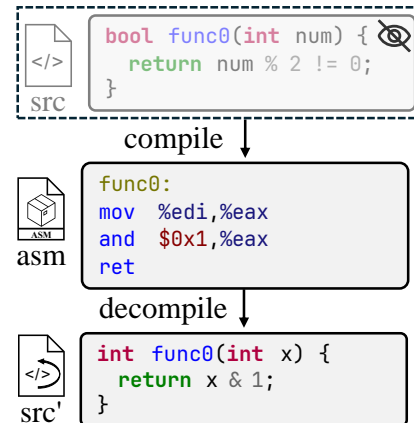 bool func0(int num) {
return num % 2 != 0;
}
</>
src
compile
func0:
mov %edi,%eax
and $0x1,%eax
ret
ASM
asm
decompile
int func0(int x) {
return x & 1;
}
</>
src'